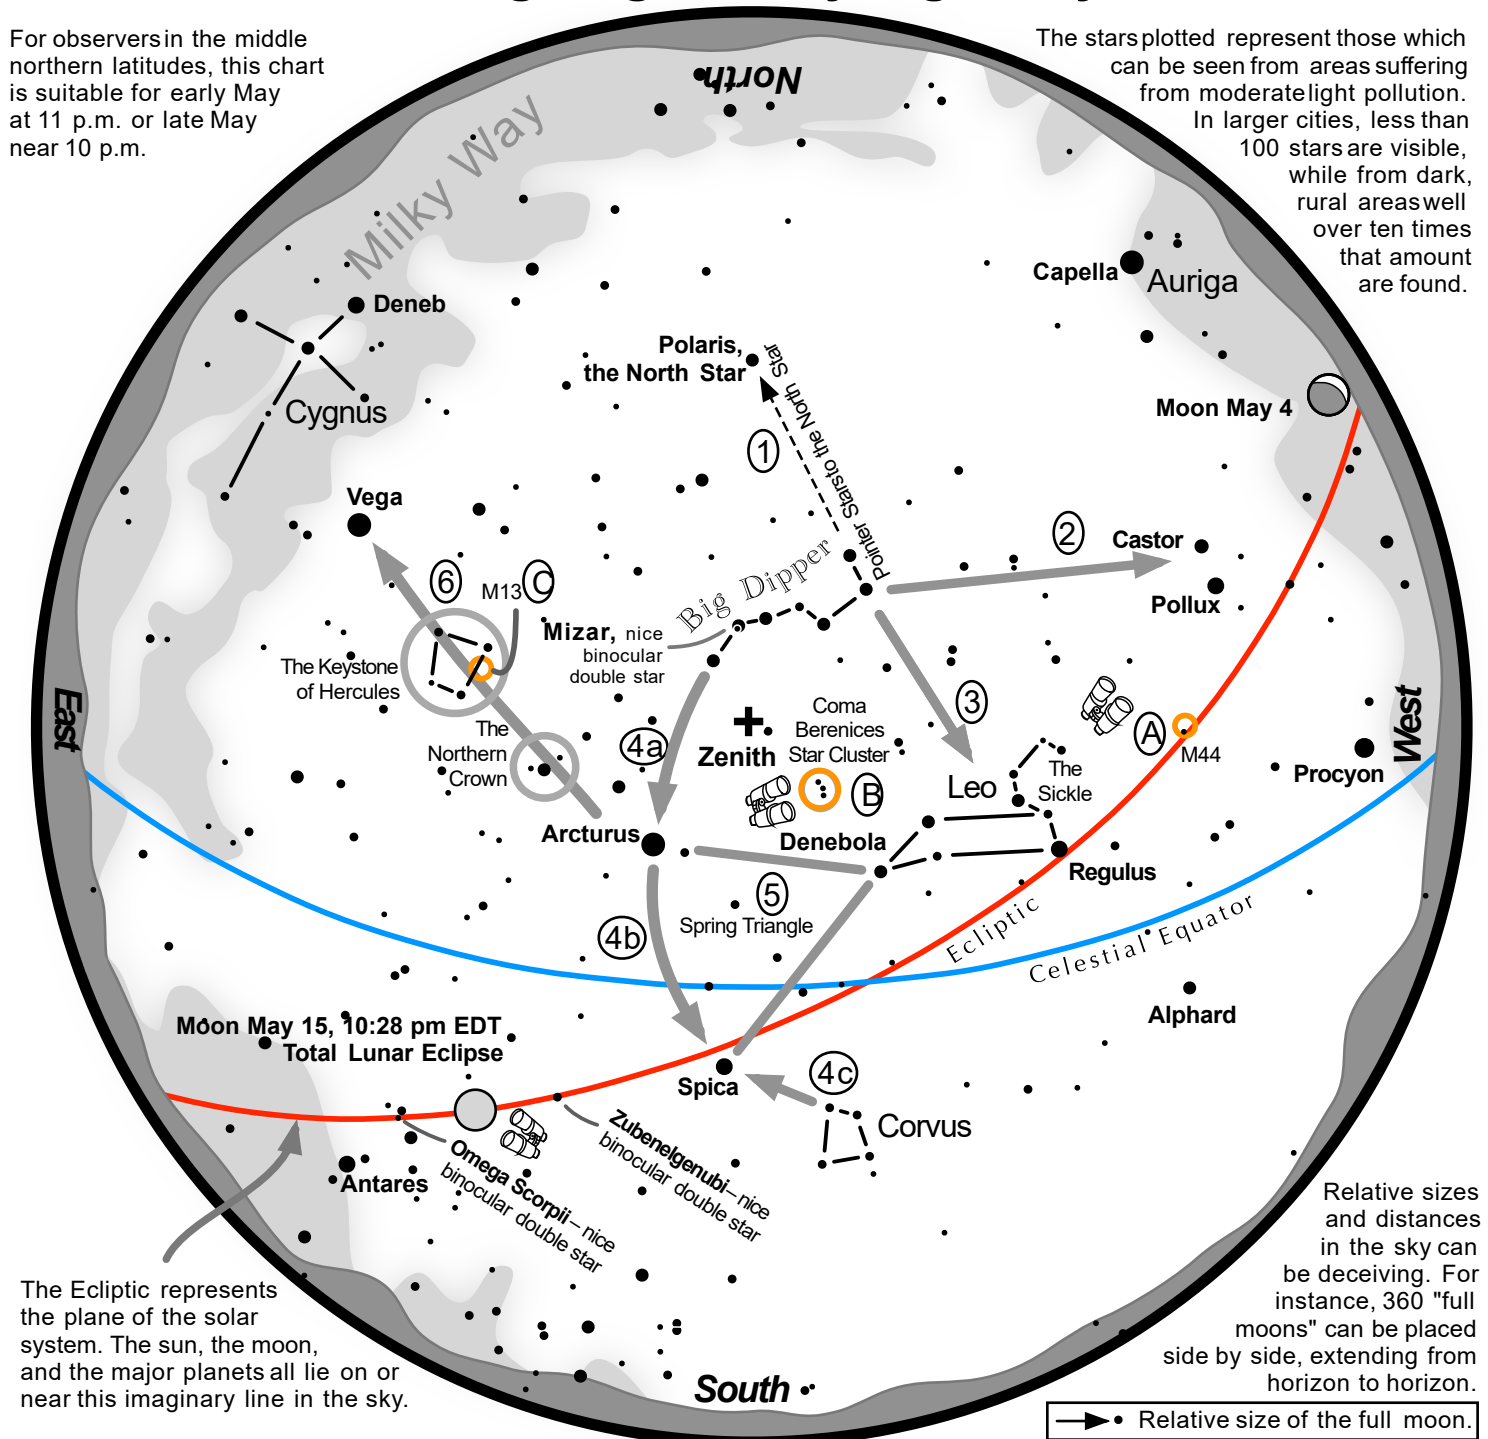 For observers in the middle
northern latitudes, this chart
is suitable for early May
at 11 p.m. or late May
near 10 p.m.
The stars plotted represent those which
can be seen from areas suffering
from moderate light pollution.
In larger cities, less than
100 stars are visible,
while from dark,
rural areas well
over ten times
that amount
are found.
North
Milky Way
Capella
Auriga
Deneb
Cygnus
Polaris,
the North Star
Pointer Stars to the North Star
Moon May 4
1
Vega
2
Castor
Pollux
Big Dipper
6
M13
C
Mizar, nice
binocular
double star
The Keystone
of Hercules
3
East
West
The
Northern
Crown
4a
Zenith
Coma
Berenices
Star Cluster
B
A
M44
Leo
The
Sickle
Procyon
Arcturus
Denebola
Regulus
5
Spring Triangle
4b
Ecliptic
Celestial Equator
Alphard
Moon May 15, 10:28 pm EDT
Total Lunar Eclipse
Spica
4c
Corvus
Zubenelgenubi–nice
binocular double star
Omega Scorpii–nice
binocular double star
Antares
The Ecliptic represents
the plane of the solar
system. The sun, the moon,
and the major planets all lie on or
near this imaginary line in the sky.
South
Relative sizes
and distances
in the sky can
be deceiving. For
instance, 360 "full
moons" can be placed
side by side, extending from
horizon to horizon.
Relative size of the full moon.